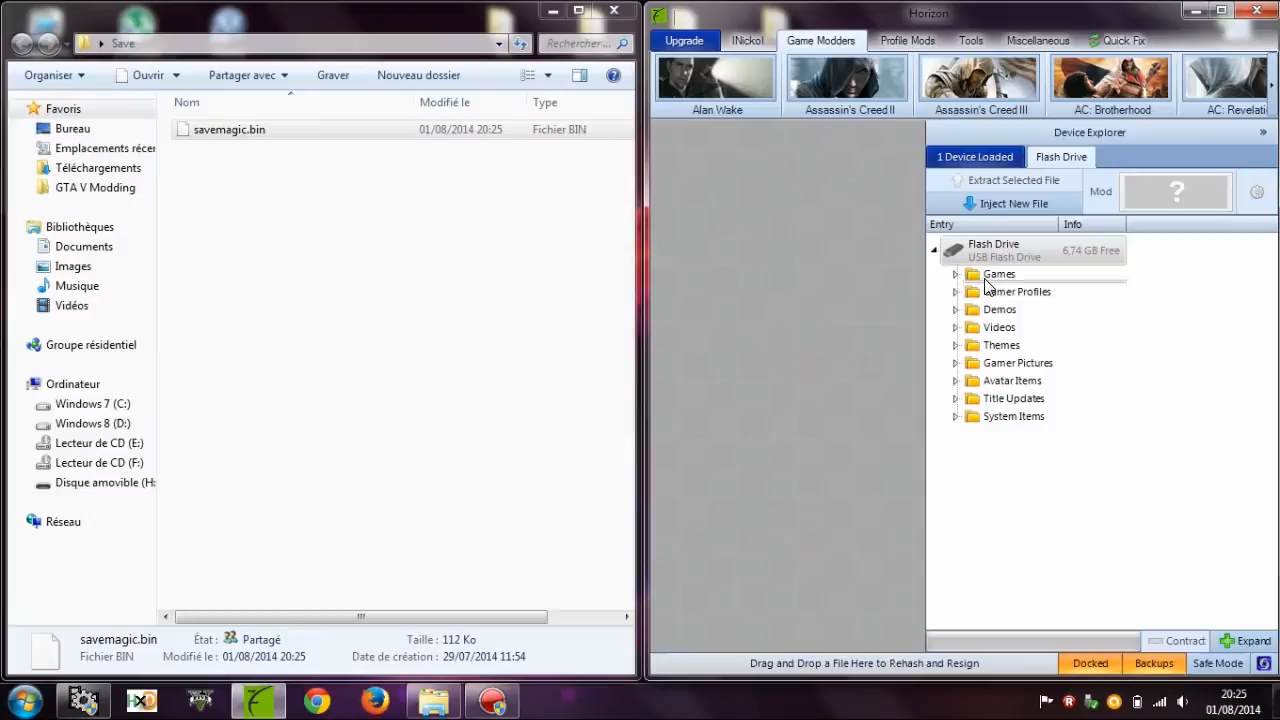 Save
Rechercher...
Organiser
Ouvrir
Partager avec
Graver
Nouveau dossier
Favoris
Bureau
Emplacements récer
Téléchargements
GTA V Modding
Bibliothèques
Documents
Images
Musique
Vidéos
Groupe résidentiel
Ordinateur
Windows 7 (C:)
Windows 8 (D:)
Lecteur de CD (E:)
Lecteur de CD (F:)
Disque amovible (H:
Réseau
Nom Modifié le Type
savemagic.bin 01/08/2014 20:25 Fichier BIN
savemagic.bin État : Partagé Taille : 112 Ko
Fichier BIN Modifié le : 01/08/2014 20:25 Date de création : 29/07/2014 11:54
Horizon
Upgrade INickol Game Modders Profile Mods Tools Miscellaneous Quick Fix
Alan Wake Assassin's Creed II Assassin's Creed III AC: Brotherhood AC: Revelati
Device Explorer »
1 Device Loaded Flash Drive
Extract Selected File
Inject New File
Mod ?
Entry Info
Flash Drive
USB Flash Drive
6,74 GB Free
Games
Gamer Profiles
Demos
Videos
Themes
Gamer Pictures
Avatar Items
Title Updates
System Items
Contract Expand
Drag and Drop a File Here to Rehash and Resign Docked Backups Safe Mode
HxD
20:25
01/08/2014